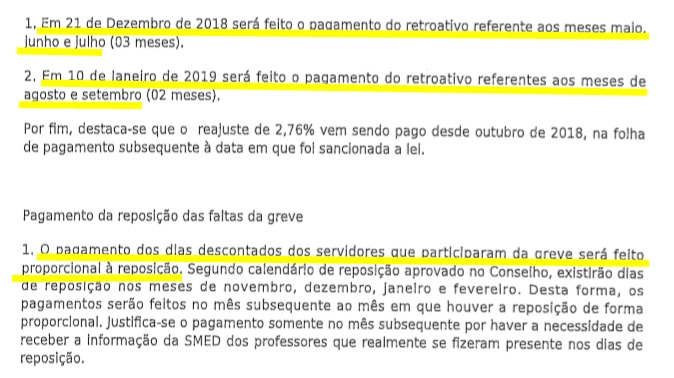 1. Em 21 de Dezembro de 2018 será feito o pagamento do retroativo referente aos meses maio,
junho e julho (03 meses).
2. Em 10 de Janeiro de 2019 será feito o pagamento do retroativo referentes aos meses de
agosto e setembro (02 meses).
Por fim, destaca-se que o reajuste de 2,76% vem sendo pago desde outubro de 2018, na folha
de pagamento subsequente à data em que foi sancionada a lei.
Pagamento da reposição das faltas da greve
1. O pagamento dos dias descontados dos servidores que participaram da greve será feito
proporcional à reposição. Segundo calendário de reposição aprovado no Conselho, existirão dias
de reposição nos meses de novembro, dezembro, janeiro e fevereiro. Desta forma, os
pagamentos serão feitos no mês subsequente ao mês em que houver a reposição de forma
proporcional. Justifica-se o pagamento somente no mês subsequente por haver a necessidade de
receber a informação da SMED dos professores que realmente se fizeram presente nos dias de
reposição.